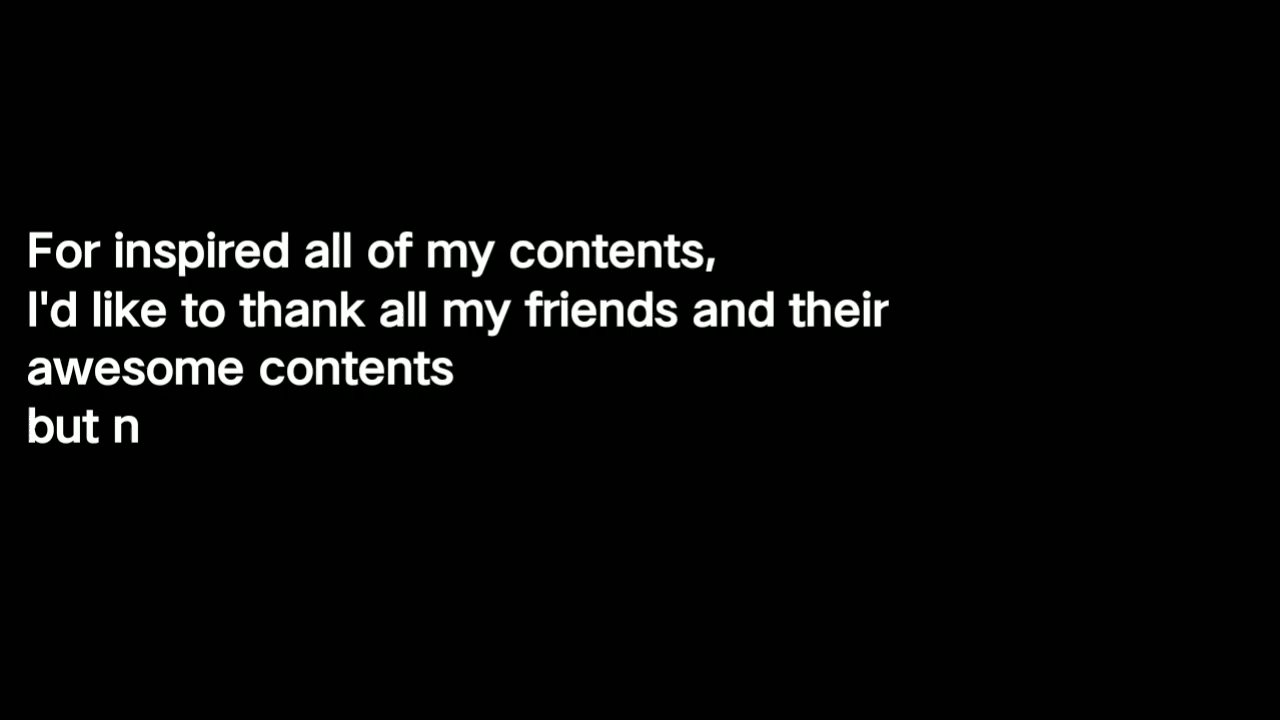 For inspired all of my contents,
I'd like to thank all my friends and their
awesome contents
but n